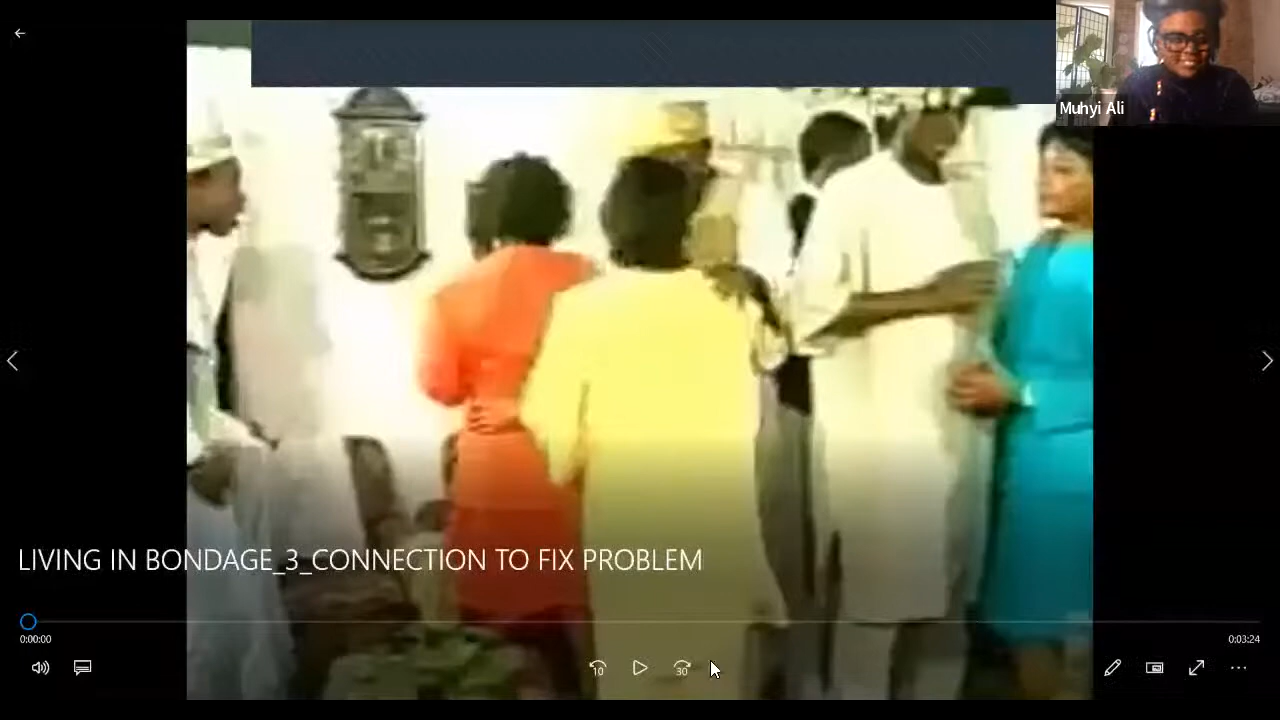 Muhyi Ali
LIVING IN BONDAGE_3_CONNECTION TO FIX PROBLEM
0:00:00
0:03:24
10
30